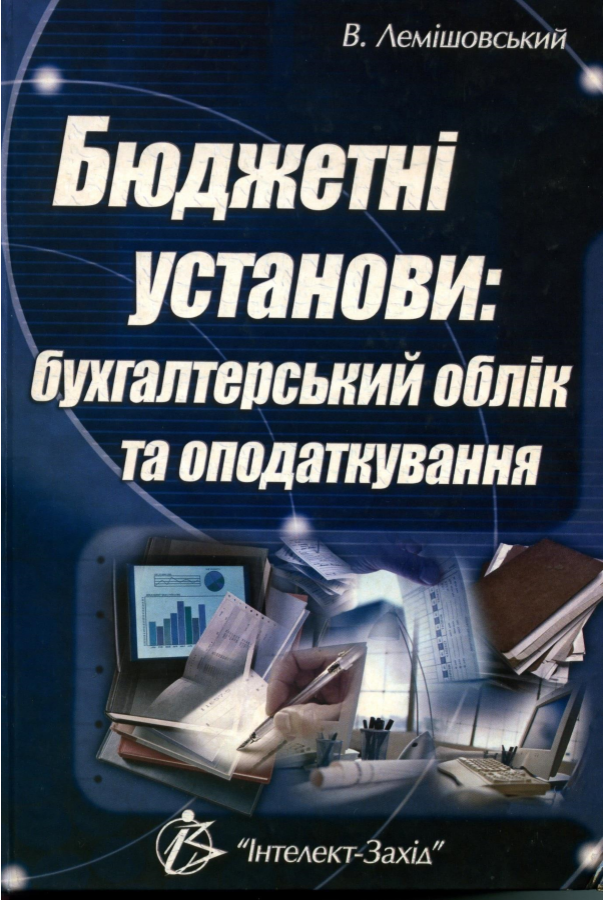 В. Лемішовський
Бюджетні
установи:
бухгалтерський облік
та оподаткування
"Інтелект-Захід"